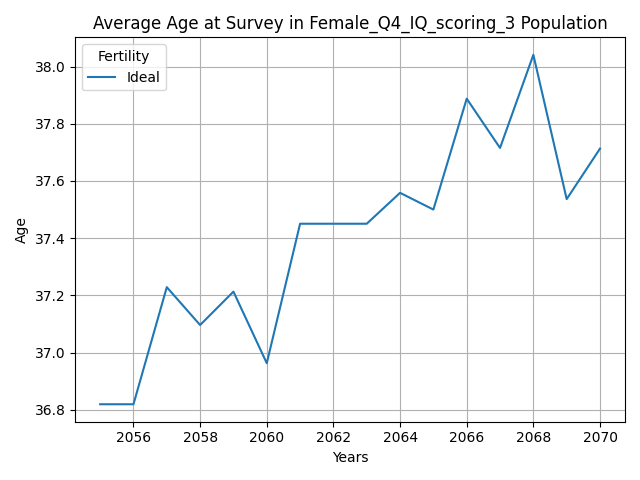 Average Age at Survey in Female_Q4_IQ_scoring_3 Population
Fertility
Ideal
38.0
37.8
37.6
37.4
37.2
37.0
36.8
Age
2056 2058 2060 2062 2064 2066 2068 2070
Years